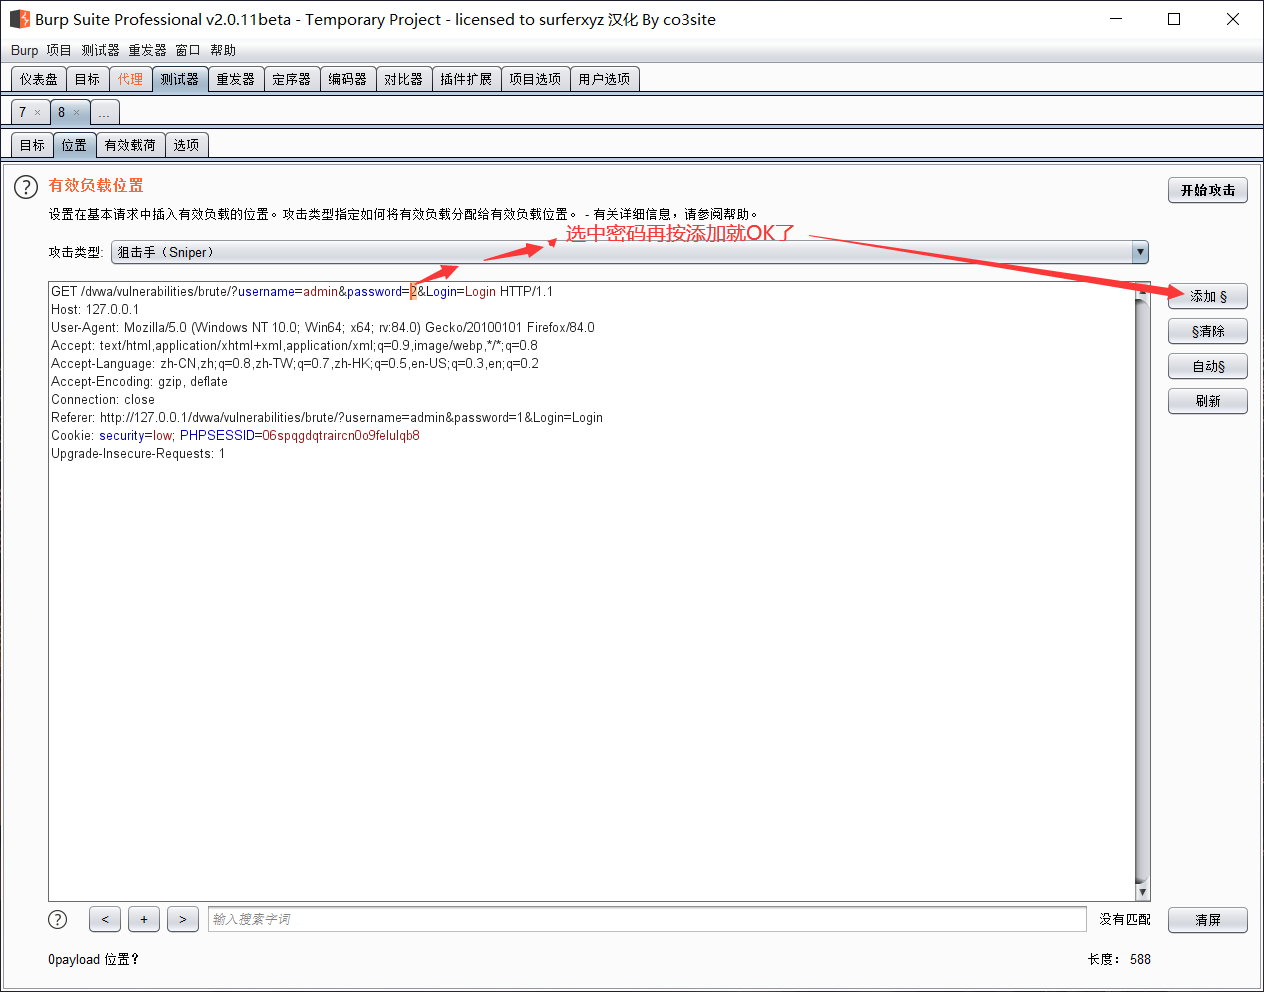 Burp Suite Professional v2.0.11beta - Temporary Project - licensed to surferxyz 汉化 By co3site
Burp 项目 测试器 重发器 窗口 帮助
仪表盘 目标 代理 测试器 重发器 定序器 编码器 对比器 插件扩展 项目选项 用户选项
7 × 8 × ...
目标 位置 有效载荷 选项
? 有效负载位置 开始攻击
设置在基本请求中插入有效负载的位置。攻击类型指定如何将有效负载分配给有效负载位置。 - 有关详细信息，请参阅帮助。
选中密码再按添加就OK了
攻击类型: 狙击手（Sniper）
GET /dvwa/vulnerabilities/brute/?username=admin&password=2&Login=Login HTTP/1.1
Host: 127.0.0.1
User-Agent: Mozilla/5.0 (Windows NT 10.0; Win64; x64; rv:84.0) Gecko/20100101 Firefox/84.0
Accept: text/html,application/xhtml+xml,application/xml;q=0.9,image/webp,*/*;q=0.8
Accept-Language: zh-CN,zh;q=0.8,zh-TW;q=0.7,zh-HK;q=0.5,en-US;q=0.3,en;q=0.2
Accept-Encoding: gzip, deflate
Connection: close
Referer: http://127.0.0.1/dvwa/vulnerabilities/brute/?username=admin&password=1&Login=Login
Cookie: security=low; PHPSESSID=06spqgdqtraircn0o9felulqb8
Upgrade-Insecure-Requests: 1
添加 §
§清除
自动§
刷新
? < + > 输入搜索字词 没有匹配 清屏
0payload 位置? 长度: 588